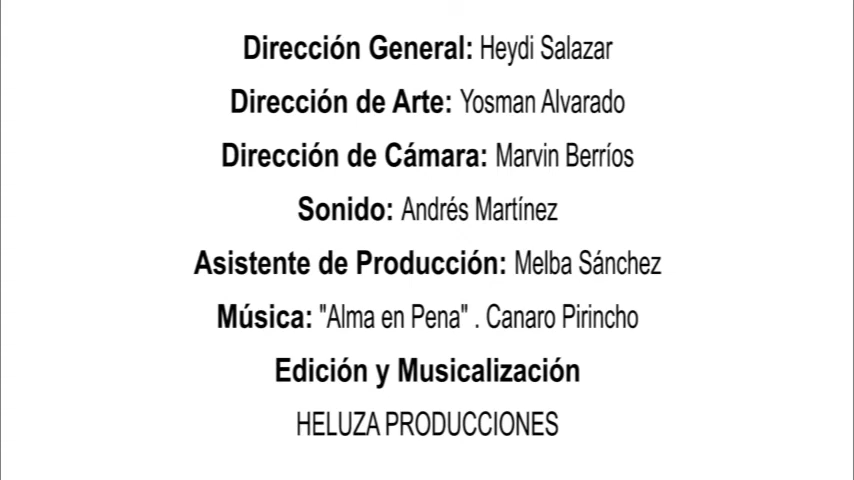 Dirección General: Heydi Salazar
Dirección de Arte: Yosman Alvarado
Dirección de Cámara: Marvin Berríos
Sonido: Andrés Martínez
Asistente de Producción: Melba Sánchez
Música: "Alma en Pena" . Canaro Pirincho
Edición y Musicalización
HELUZA PRODUCCIONES